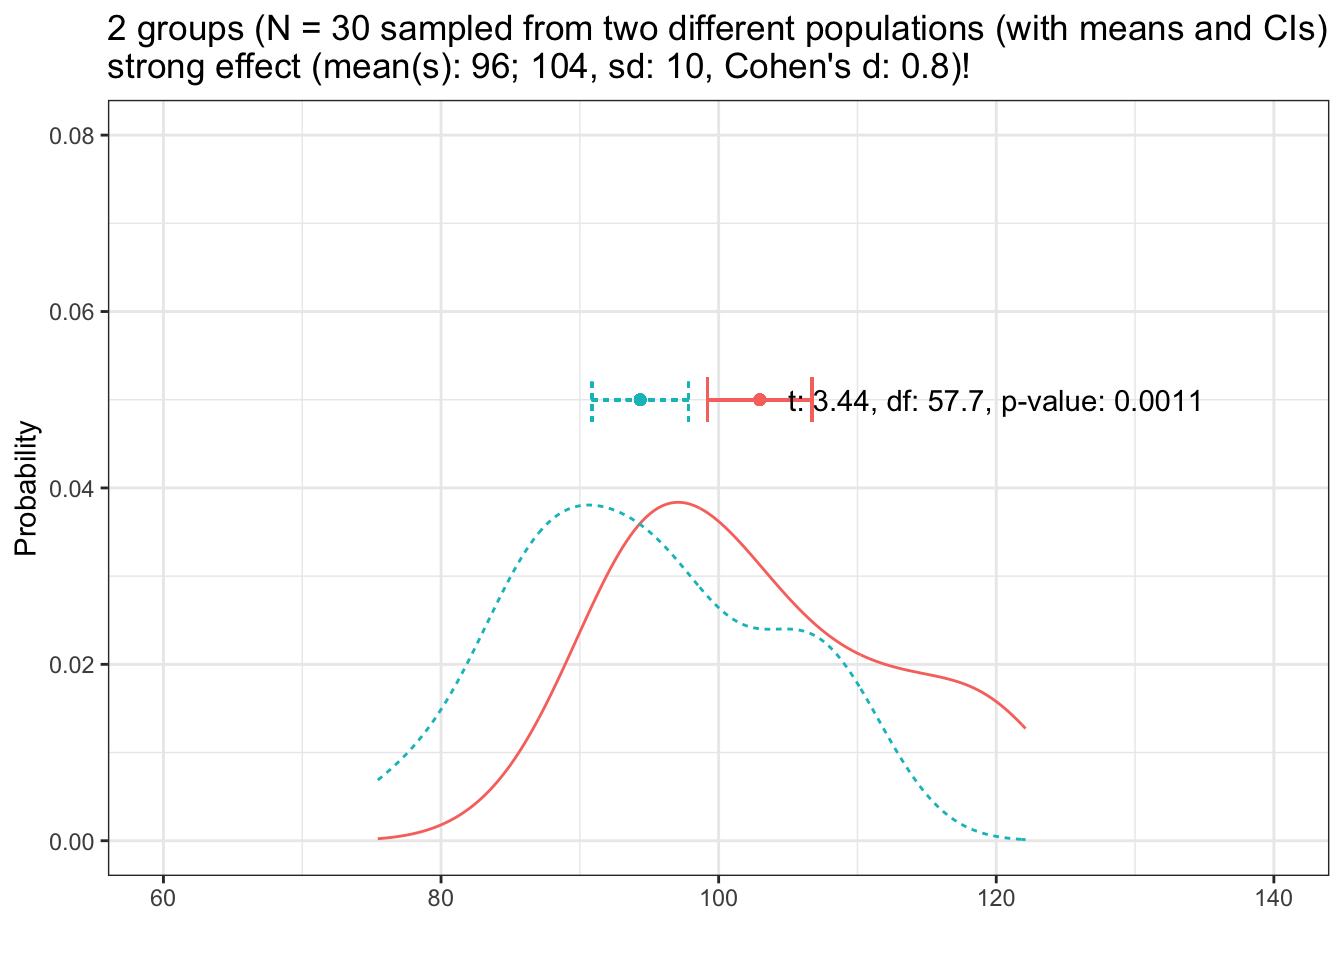 2 groups (N = 30 sampled from two different populations (with means and CIs)
strong effect (mean(s): 96; 104, sd: 10, Cohen's d: 0.8)!
0.08
0.06
t: 3.44, df: 57.7, p-value: 0.0011
Probability
0.04
0.02
0.00
60 80 100 120 140